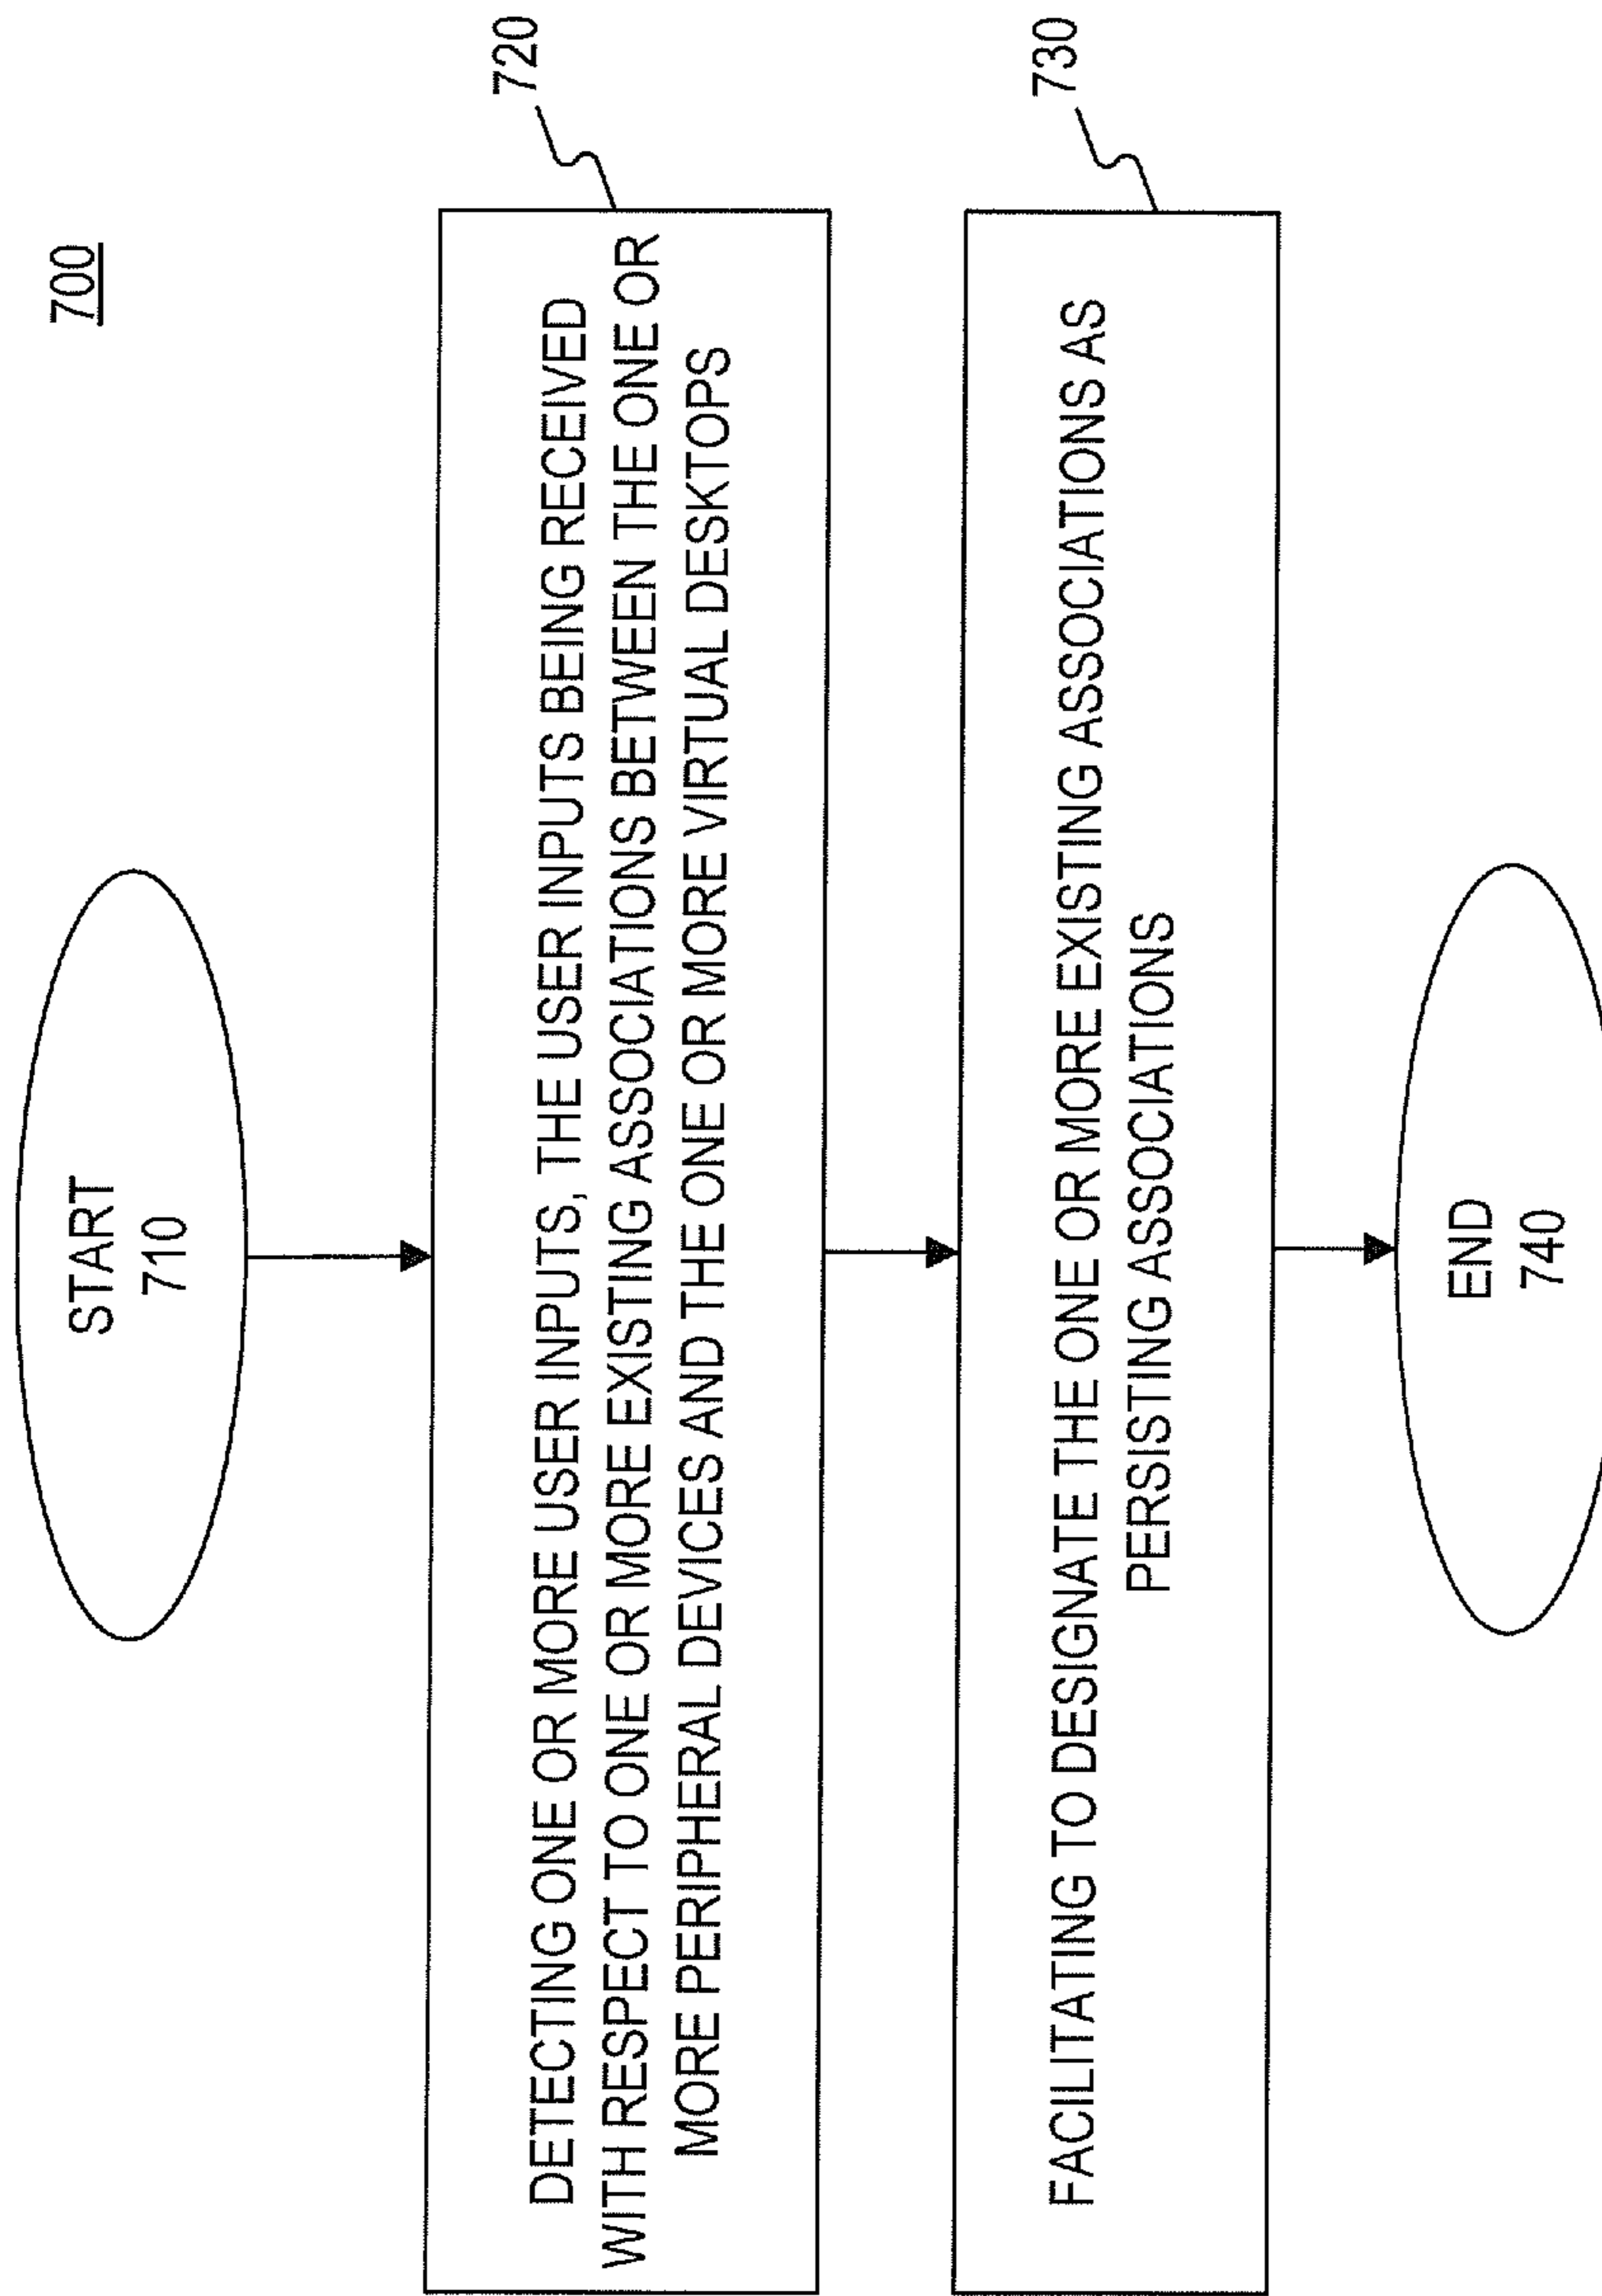 700
START
710
DETECTING ONE OR MORE USER INPUTS, THE USER INPUTS BEING RECEIVED
WITH RESPECT TO ONE OR MORE EXISTING ASSOCIATIONS BETWEEN THE ONE OR
MORE PERIPHERAL DEVICES AND THE ONE OR MORE VIRTUAL DESKTOPS
720
FACILITATING TO DESIGNATE THE ONE OR MORE EXISTING ASSOCIATIONS AS
PERSISTING ASSOCIATIONS
730
END
740